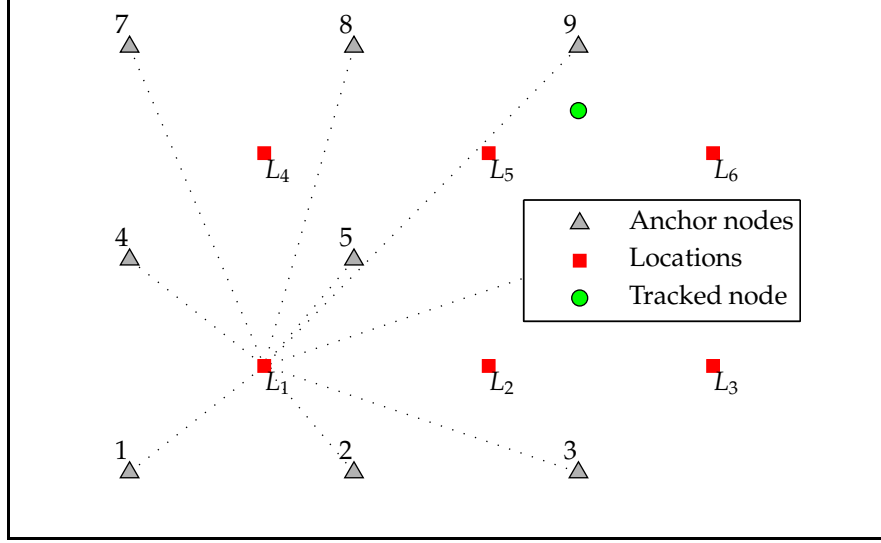 7 8 9
L4 L5 L6
4 5
Anchor nodes
Locations
Tracked node
L1 L2 L3
1 2 3